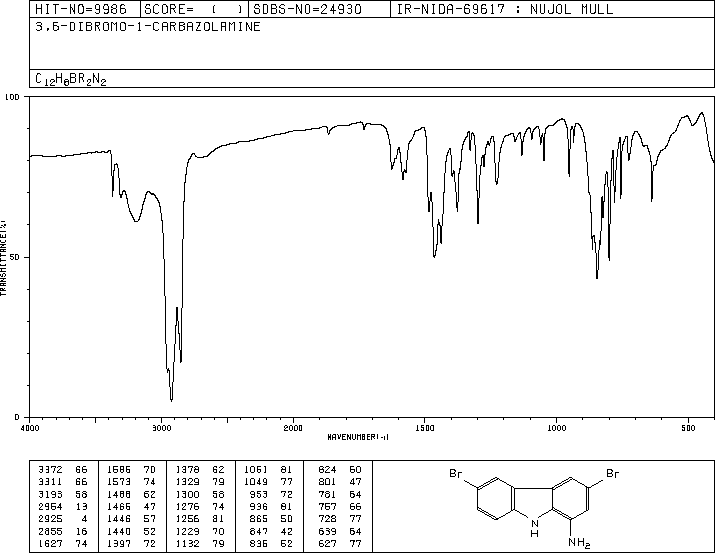 HIT-NO=9986 SCORE= ( ) SDBS-NO=24930 IR-NIDA-69617 : NUJOL MULL
3,6-DIBROMO-1-CARBAZOLAMINE
C12H8BR2N2
100
50
0
TRANSMITTANCE(%)
4000 3000 2000 1500 1000 500
WAVENUMBER(-1)
3372 66 1586 70 1378 62 1061 81 824 60
3311 66 1573 74 1329 79 1049 77 801 47
3193 58 1488 62 1300 58 953 72 781 64
2954 13 1465 47 1276 74 936 81 757 66
2925 4 1446 57 1256 81 865 50 728 77
2855 16 1440 52 1229 70 847 42 639 64
1627 74 1397 72 1132 79 836 52 627 77
Br Br
N
H
NH2